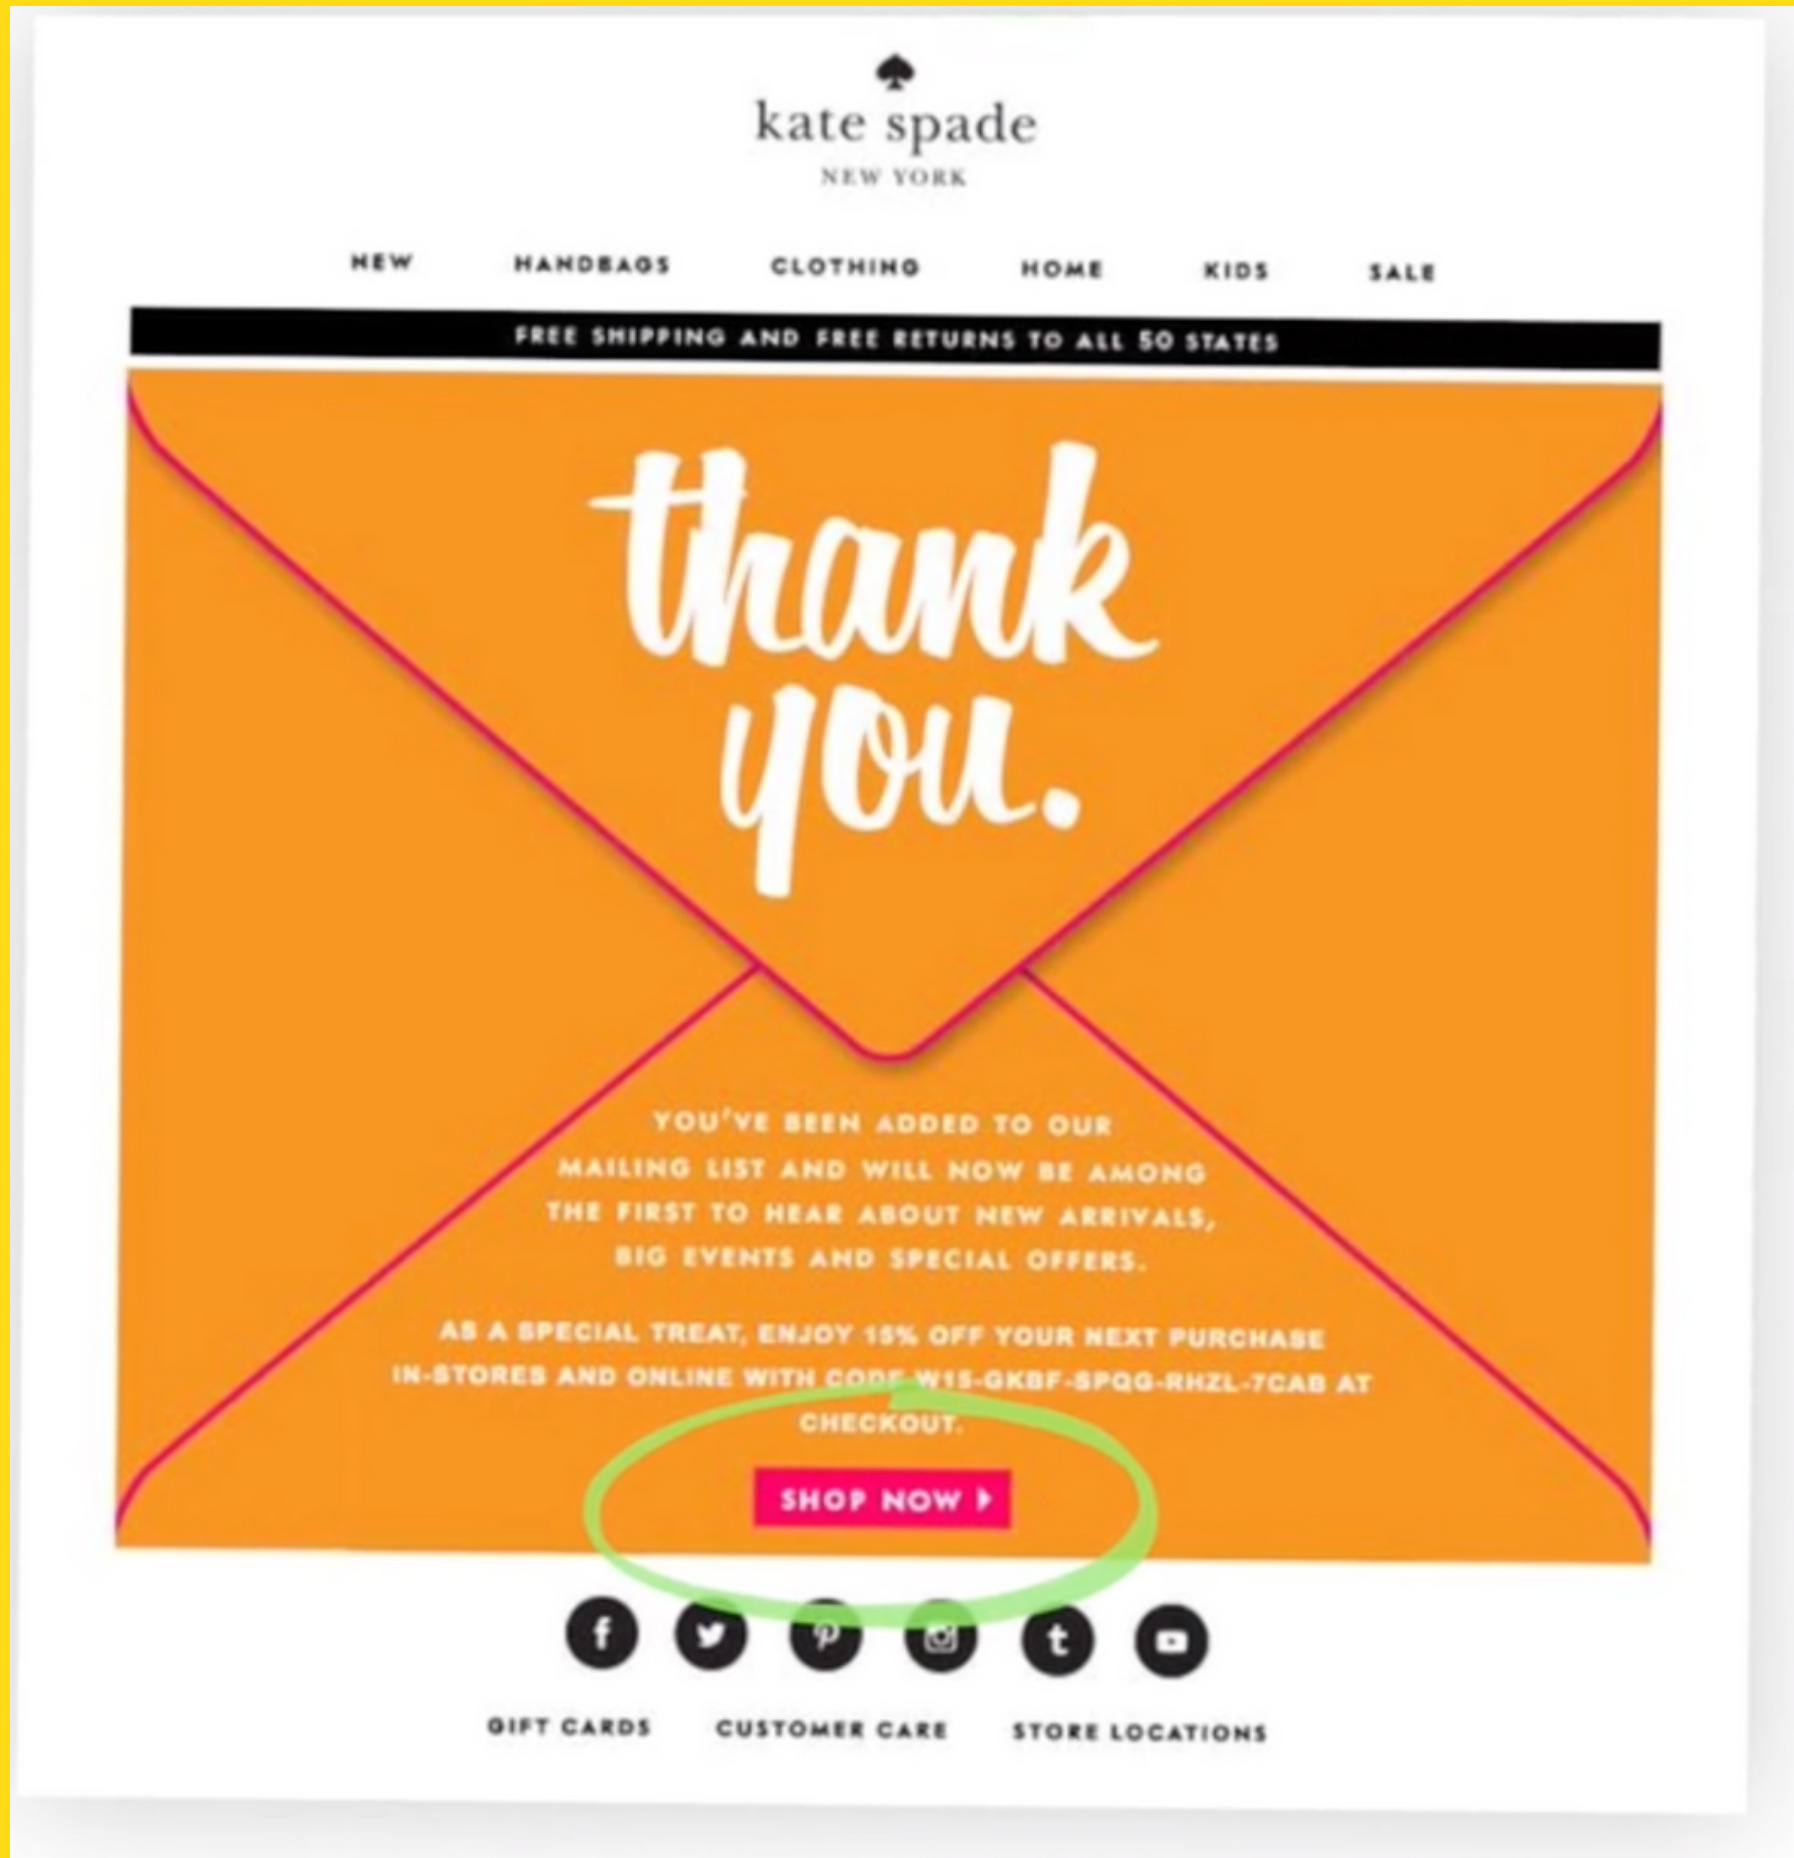 kate spade
NEW YORK
NEW HANDBAGS CLOTHING HOME KIDS SALE
FREE SHIPPING AND FREE RETURNS TO ALL 50 STATES
thank
you.
YOU'VE BEEN ADDED TO OUR
MAILING LIST AND WILL NOW BE AMONG
THE FIRST TO HEAR ABOUT NEW ARRIVALS,
BIG EVENTS AND SPECIAL OFFERS.
AS A SPECIAL TREAT, ENJOY 15% OFF YOUR NEXT PURCHASE
IN-STORES AND ONLINE WITH CODE W15-GKBF-SPQG-RHZL-7CAB AT
CHECKOUT.
SHOP NOW
GIFT CARDS CUSTOMER CARE STORE LOCATIONS